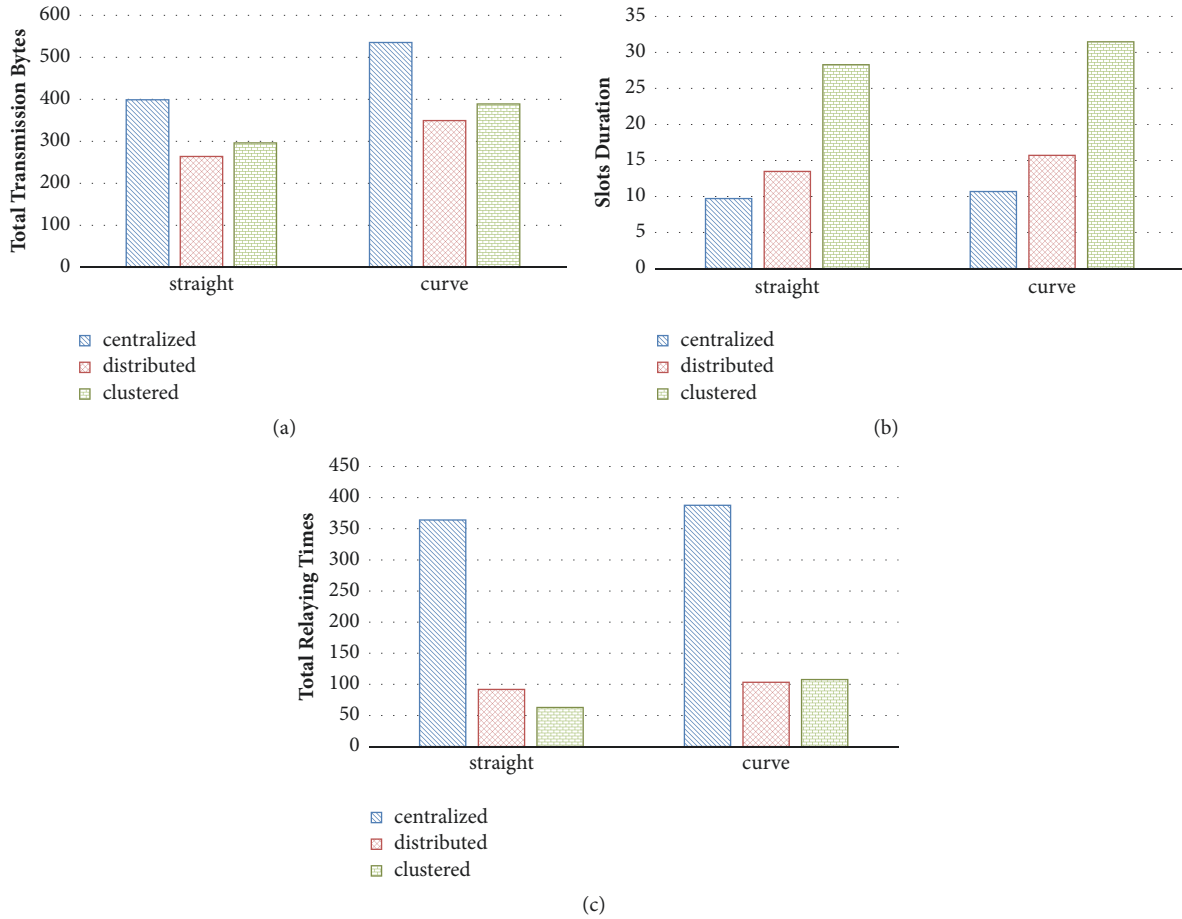 Total Transmission Bytes
600
500
400
300
200
100
0
straight
curve
centralized
distributed
clustered
(a)
Slots Duration
35
30
25
20
15
10
5
0
straight
curve
centralized
distributed
clustered
(b)
Total Relaying Times
450
400
350
300
250
200
150
100
50
0
straight
curve
centralized
distributed
clustered
(c)